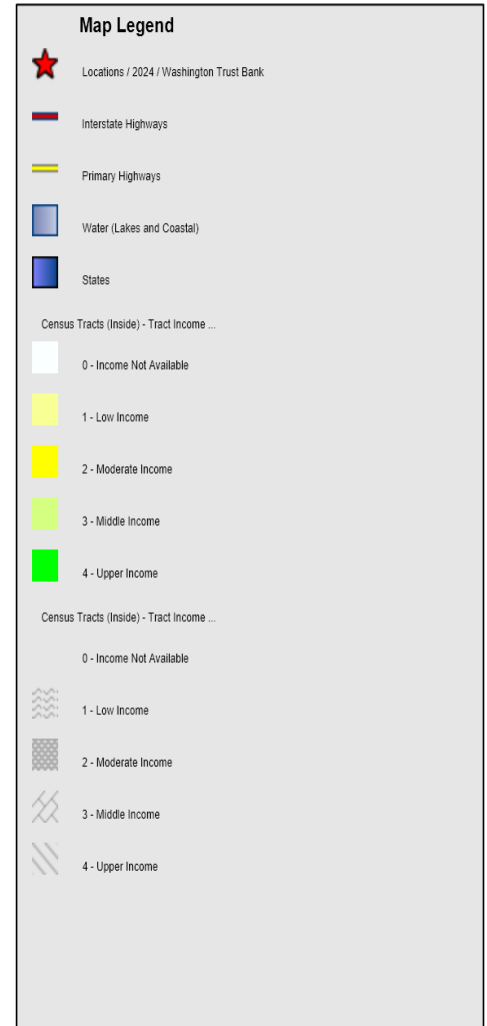 Map Legend
Locations / 2024 / Washington Trust Bank
Interstate Highways
Primary Highways
Water (Lakes and Coastal)
States
Census Tracts (Inside) - Tract Income ...
0 - Income Not Available
1 - Low Income
2 - Moderate Income
3 - Middle Income
4 - Upper Income
Census Tracts (Inside) - Tract Income ...
0 - Income Not Available
1 - Low Income
2 - Moderate Income
3 - Middle Income
4 - Upper Income